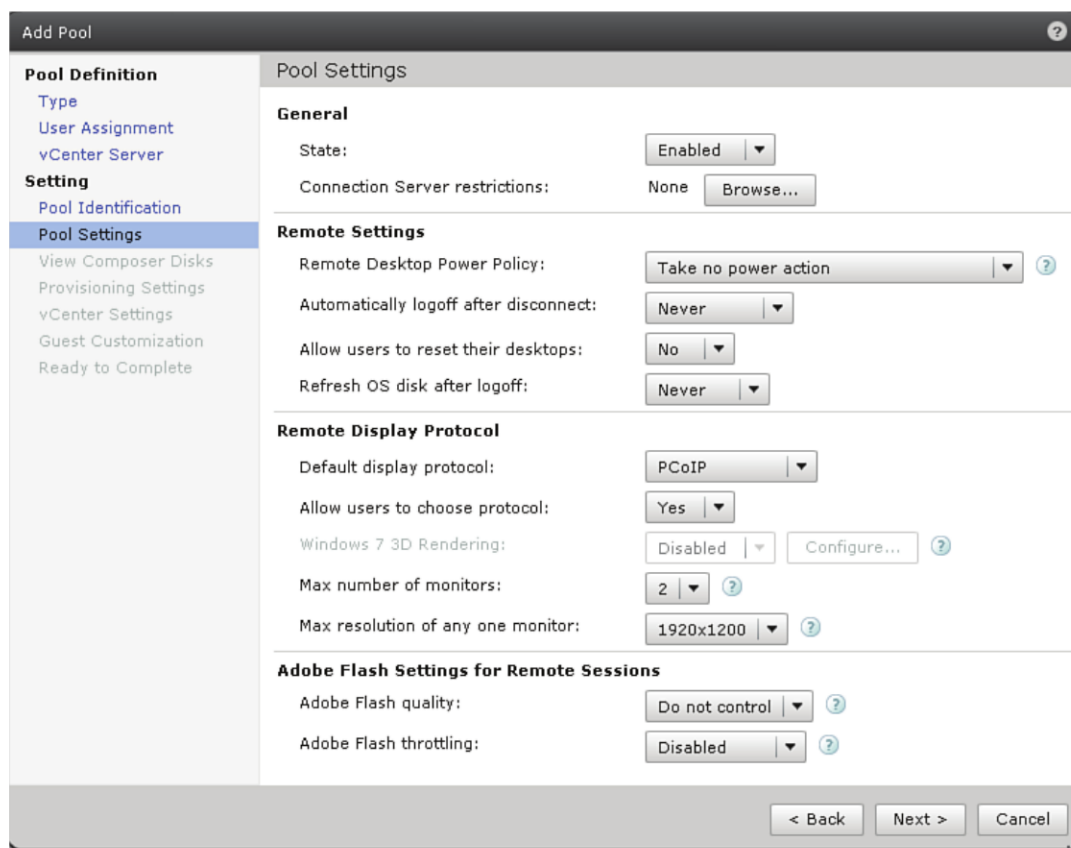 Add Pool
Pool Definition
Type
User Assignment
vCenter Server
Setting
Pool Identification
Pool Settings
View Composer Disks
Provisioning Settings
vCenter Settings
Guest Customization
Ready to Complete
Pool Settings
General
State: Enabled
Connection Server restrictions: None Browse...
Remote Settings
Remote Desktop Power Policy: Take no power action ?
Automatically logoff after disconnect: Never
Allow users to reset their desktops: No
Refresh OS disk after logoff: Never
Remote Display Protocol
Default display protocol: PCoIP
Allow users to choose protocol: Yes
Windows 7 3D Rendering: Disabled Configure... ?
Max number of monitors: 2 ?
Max resolution of any one monitor: 1920x1200 ?
Adobe Flash Settings for Remote Sessions
Adobe Flash quality: Do not control ?
Adobe Flash throttling: Disabled ?
< Back Next > Cancel